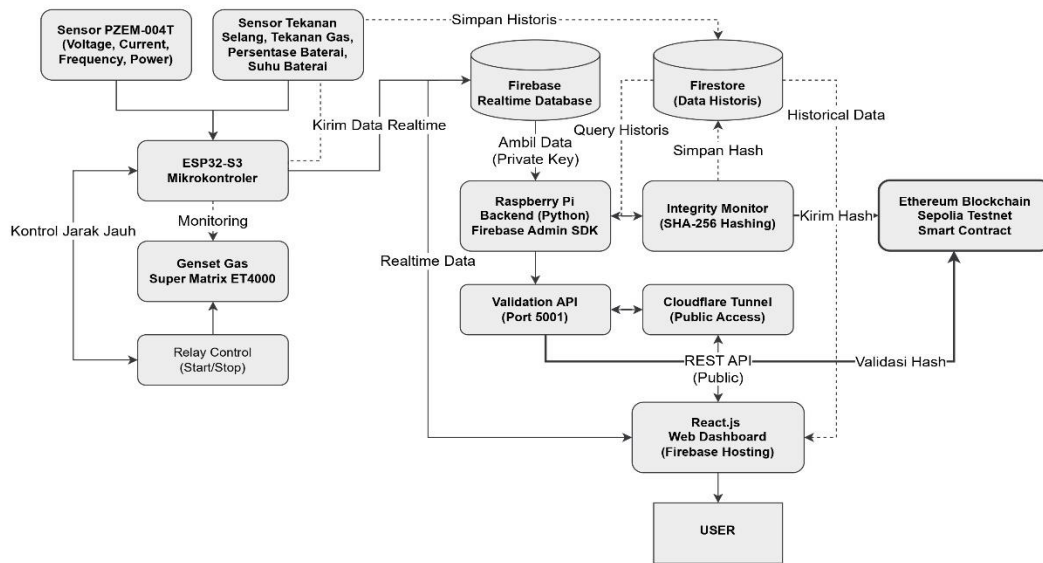 Sensor PZEM-004T
(Voltage, Current,
Frequency, Power)
Sensor Tekanan
Selang, Tekanan Gas,
Persentase Baterai,
Suhu Baterai
Simpan Historis
Firebase
Realtime Database
Firestore
(Data Historis)
Kirim Data Realtime
Query Historis
Historical Data
Ambil Data
(Private Key)
Simpan Hash
ESP32-S3
Mikrokontroler
Raspberry Pi
Backend (Python)
Firebase Admin SDK
Integrity Monitor
(SHA-256 Hashing)
Kirim Hash
Ethereum Blockchain
Sepolia Testnet
Smart Contract
Monitoring
Kontrol Jarak Jauh
Genset Gas
Super Matrix ET4000
Realtime Data
Validation API
(Port 5001)
Cloudflare Tunnel
(Public Access)
Relay Control
(Start/Stop)
REST API
(Public)
Validasi Hash
React.js
Web Dashboard
(Firebase Hosting)
USER